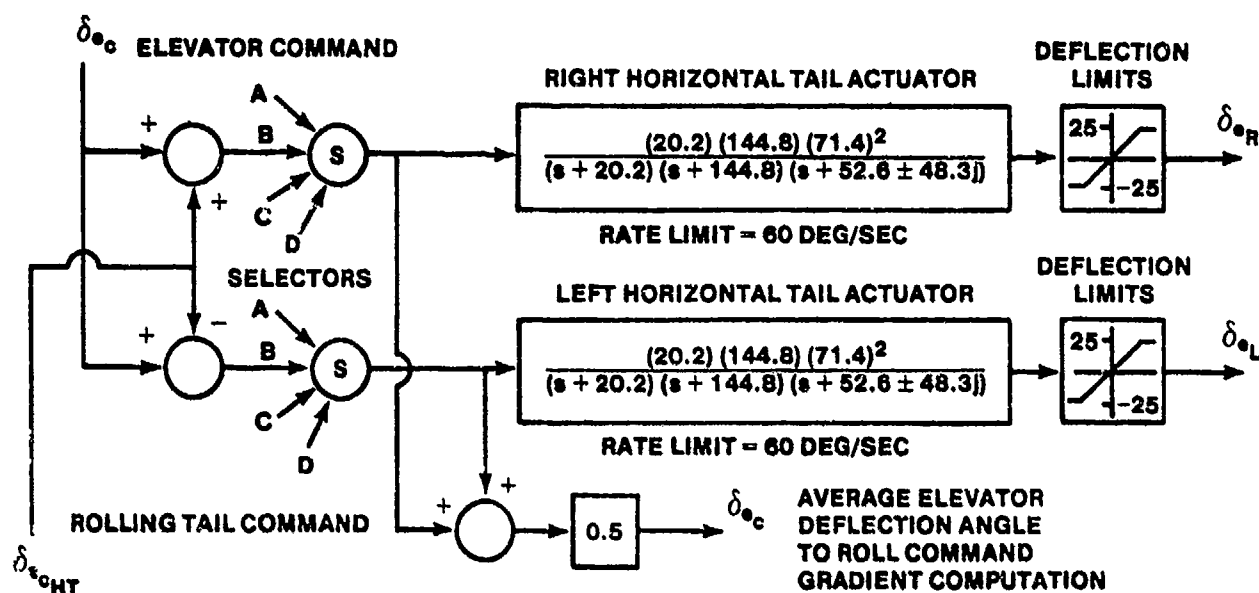 δec ELEVATOR COMMAND
DEFLECTION
LIMITS
RIGHT HORIZONTAL TAIL ACTUATOR
A
+
B
S
C
D
+
(20.2) (144.8) (71.4)²
(s + 20.2) (s + 144.8) (s + 52.6 ± 48.3j)
25
-25
δeR
RATE LIMIT = 60 DEG/SEC
SELECTORS
DEFLECTION
LIMITS
LEFT HORIZONTAL TAIL ACTUATOR
A
+
−
B
S
C
D
(20.2) (144.8) (71.4)²
(s + 20.2) (s + 144.8) (s + 52.6 ± 48.3j)
25
-25
δeL
RATE LIMIT = 60 DEG/SEC
ROLLING TAIL COMMAND
+
+
0.5
δec
AVERAGE ELEVATOR
DEFLECTION ANGLE
TO ROLL COMMAND
GRADIENT COMPUTATION